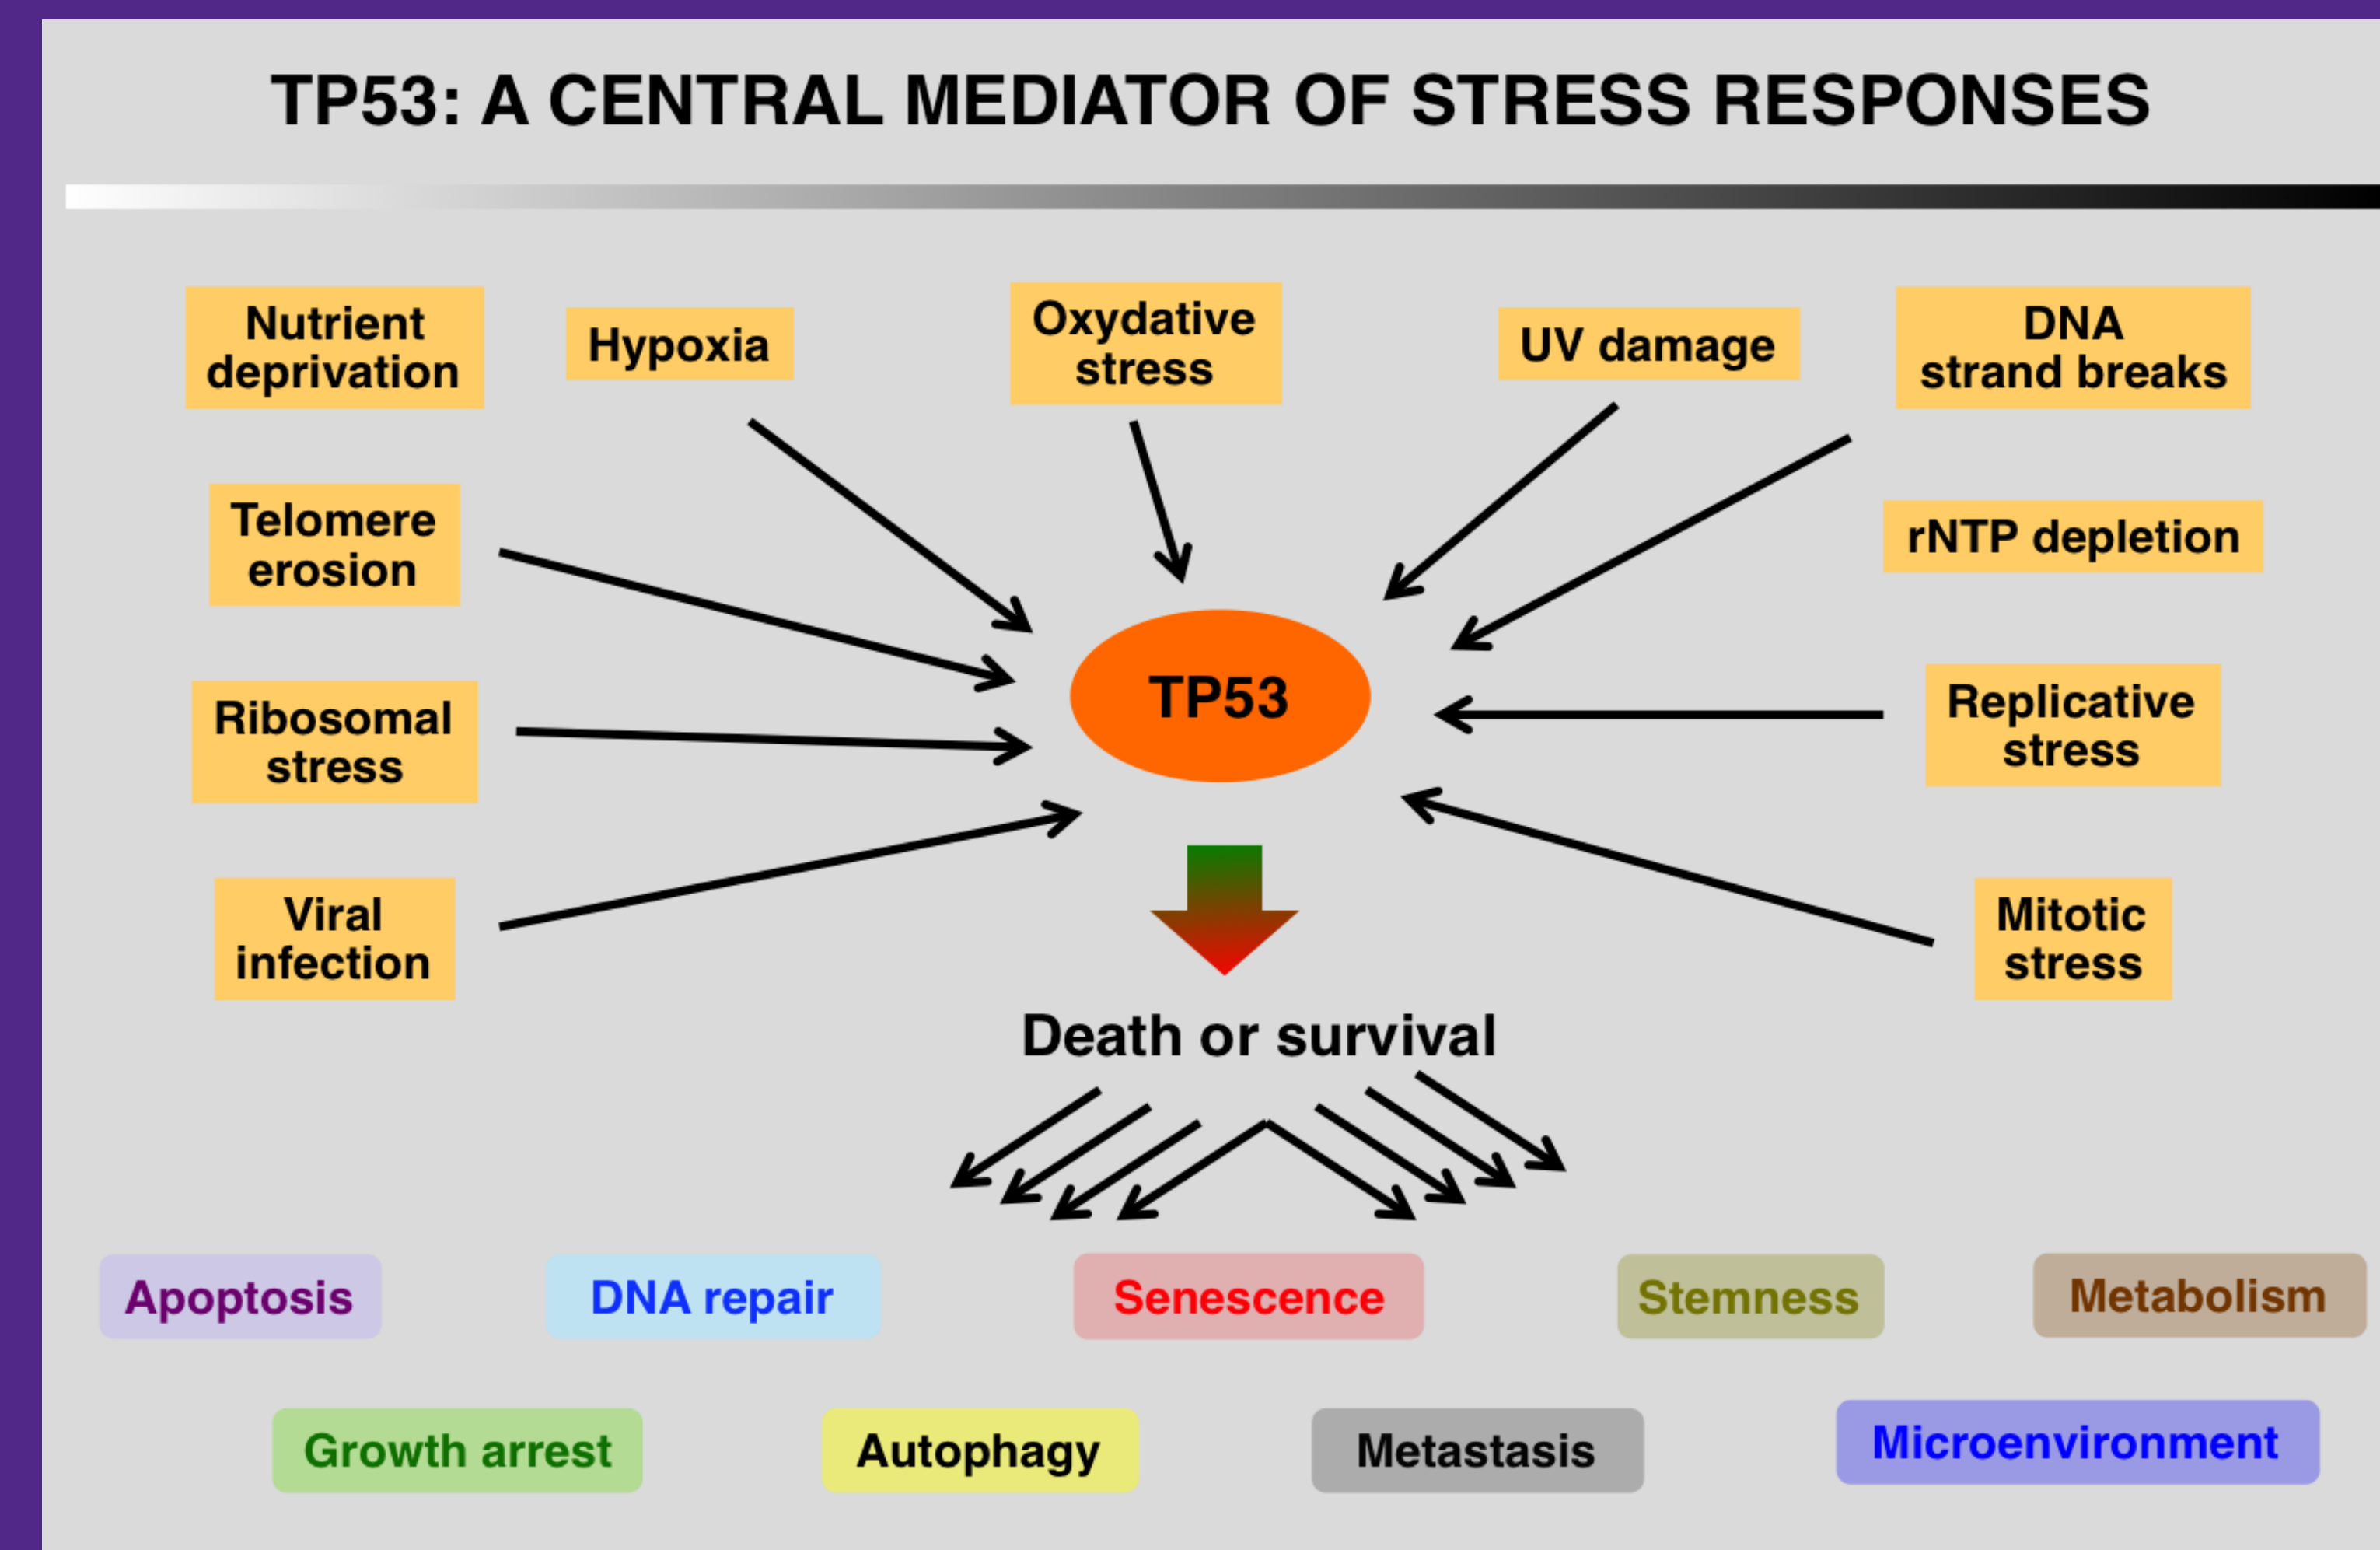 TP53: A CENTRAL MEDIATOR OF STRESS RESPONSES
Nutrient
deprivation
Hypoxia
Oxydative
stress
UV damage
DNA
strand breaks
Telomere
erosion
rNTP depletion
Ribosomal
stress
TP53
Replicative
stress
Viral
infection
Mitotic
stress
Death or survival
Apoptosis
DNA repair
Senescence
Stemness
Metabolism
Growth arrest
Autophagy
Metastasis
Microenvironment